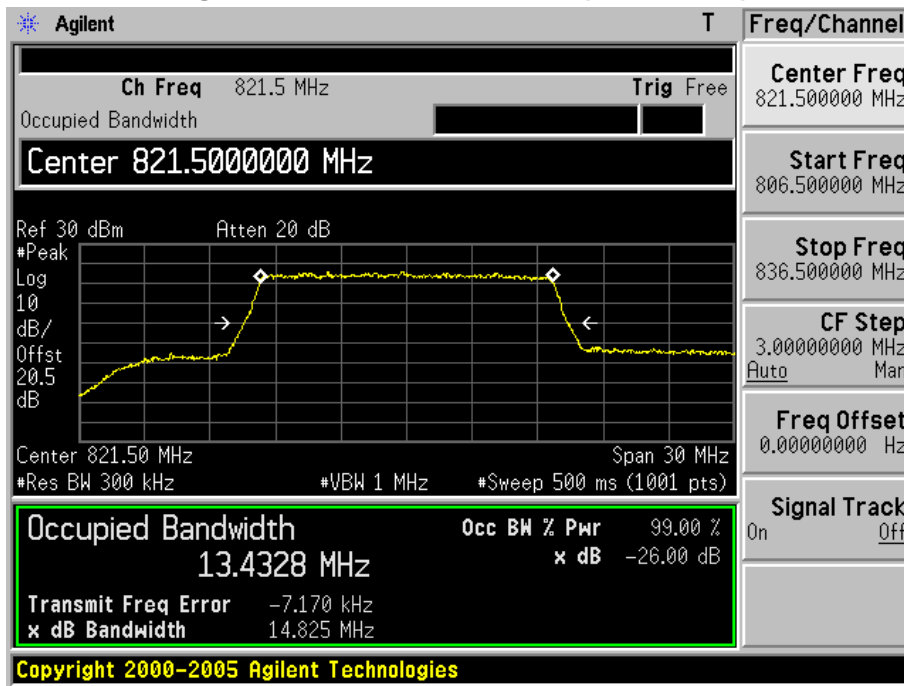 Agilent T Freq/Channel
Ch Freq 821.5 MHz Trig Free
Occupied Bandwidth
Center 821.5000000 MHz
Ref 30 dBm Atten 20 dB
#Peak
Log
10
dB/
Offst
20.5
dB
Center 821.50 MHz Span 30 MHz
#Res BW 300 kHz #VBW 1 MHz #Sweep 500 ms (1001 pts)
Occupied Bandwidth Occ BW % Pwr 99.00 %
13.4328 MHz x dB -26.00 dB
Transmit Freq Error -7.170 kHz
x dB Bandwidth 14.825 MHz
Center Freq
821.500000 MHz
Start Freq
806.500000 MHz
Stop Freq
836.500000 MHz
CF Step
3.00000000 MHz
Auto Man
Freq Offset
0.00000000 Hz
Signal Track
On Off
Copyright 2000-2005 Agilent Technologies